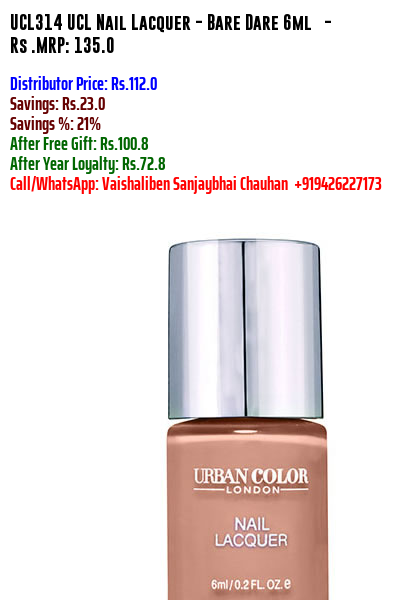 UCL314 UCL Nail Lacquer - Bare Dare 6ml -
Rs .MRP: 135.0
Distributor Price: Rs.112.0
Savings: Rs.23.0
Savings %: 21%
After Free Gift: Rs.100.8
After Year Loyalty: Rs.72.8
Call/WhatsApp: Vaishaliben Sanjaybhai Chauhan +919426227173
URBAN COLOR
LONDON
NAIL
LACQUER
6ml/0.2 FL. OZ. e